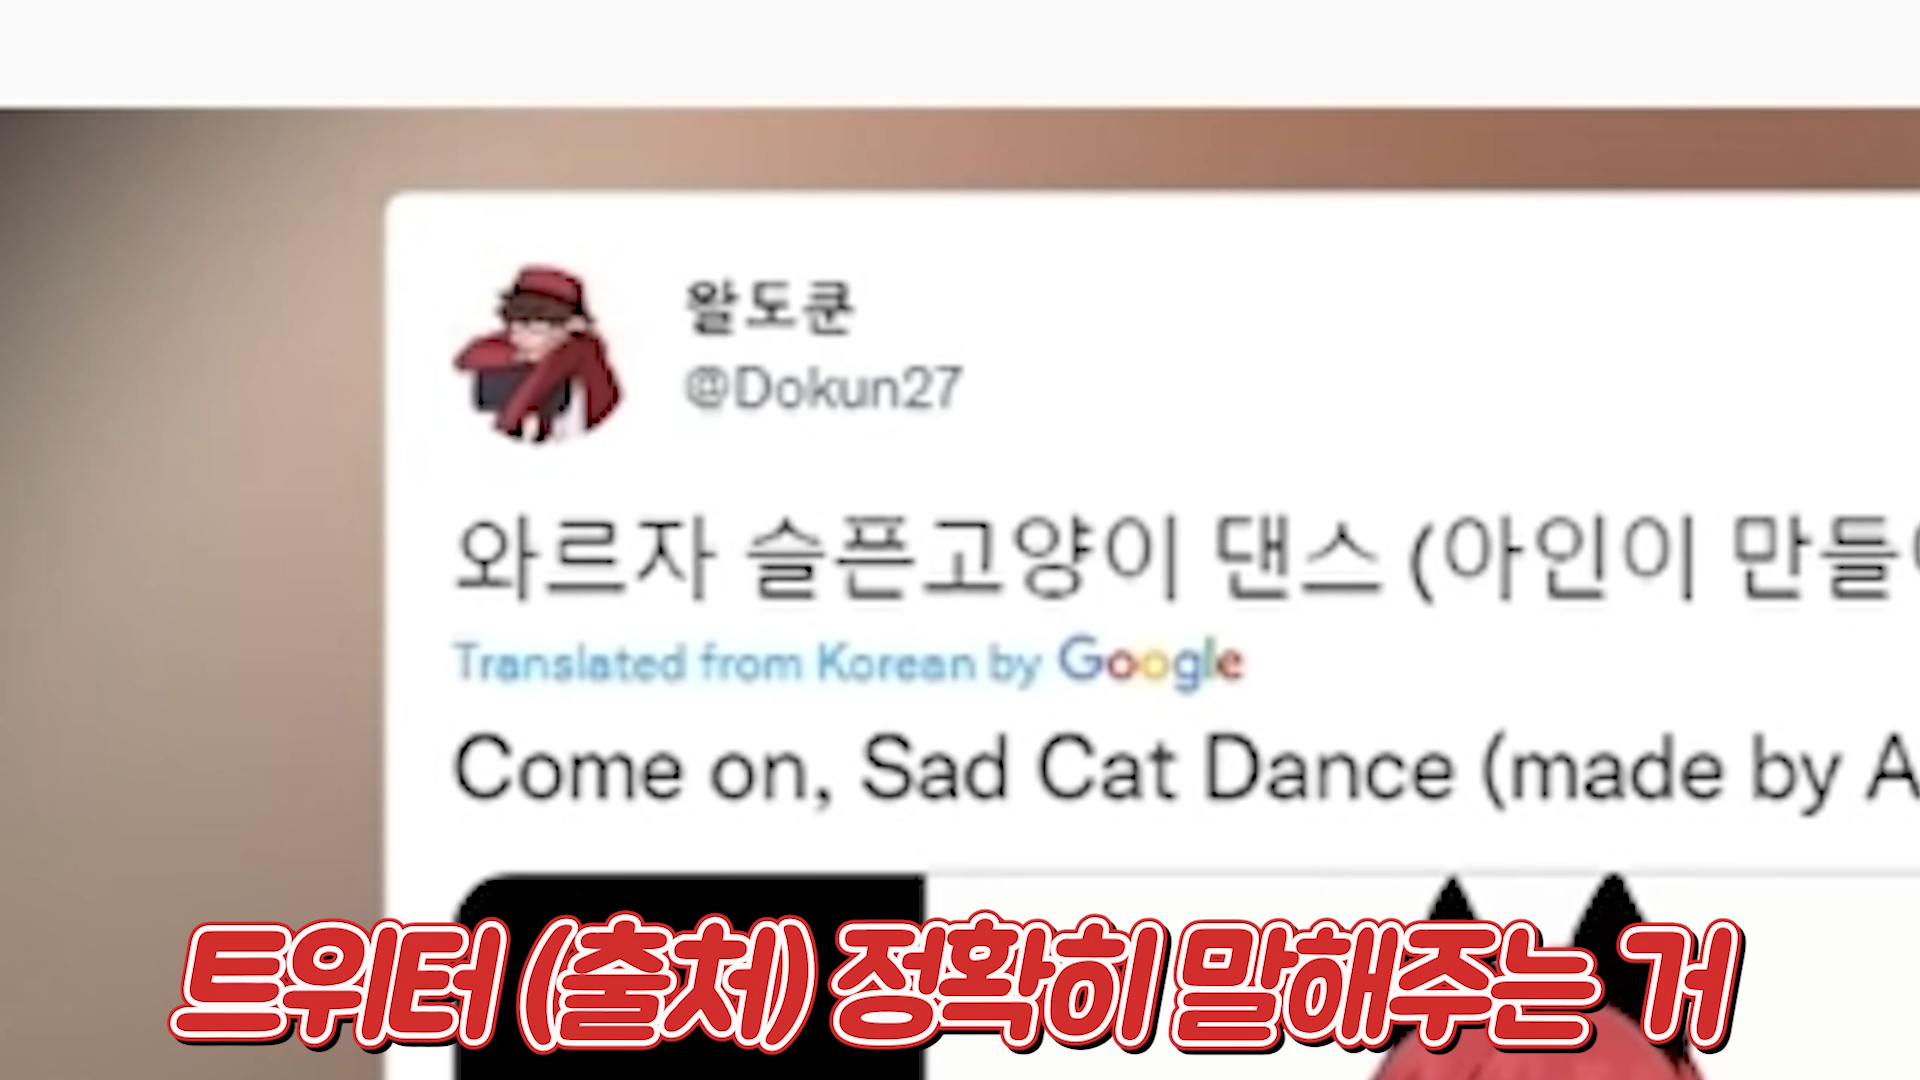 왈도쿤
@Dokun27
와르자 슬픈고양이 댄스 (아인이 만들
Translated from Korean by Google
Come on, Sad Cat Dance (made by A
트위터 (출처) 정확히 말해주는 거